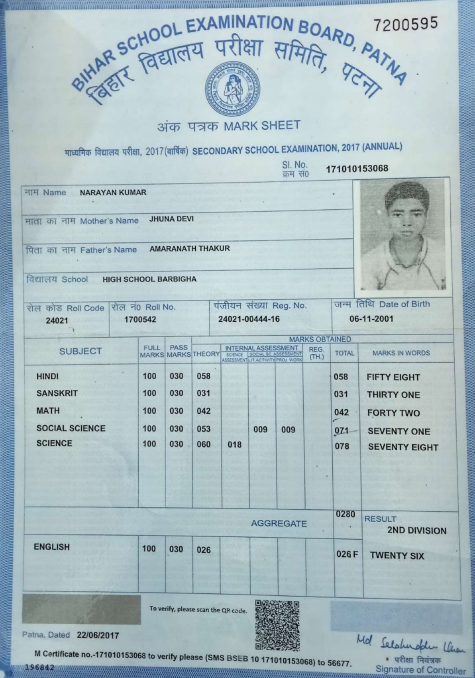 7200595
BIHAR SCHOOL EXAMINATION BOARD, PATNA
बिहार विद्यालय परीक्षा समिति, पटना
अंक पत्रक MARK SHEET
माध्यमिक विद्यालय परीक्षा, 2017(वार्षिक) SECONDARY SCHOOL EXAMINATION, 2017 (ANNUAL)
Sl. No.
क्रम सं० 171010153068
नाम Name NARAYAN KUMAR
माता का नाम Mother's Name JHUNA DEVI
पिता का नाम Father's Name AMARANATH THAKUR
विद्यालय School HIGH SCHOOL BARBIGHA
रोल कोड Roll Code रोल न० Roll No. पंजीयन संख्या Reg. No. जन्म तिथि Date of Birth
24021 1700542 24021-00444-16 06-11-2001
MARKS OBTAINED
SUBJECT FULL MARKS PASS MARKS THEORY INTERNAL ASSESSMENT REG. (TH.) TOTAL MARKS IN WORDS
HINDI 100 030 058 058 FIFTY EIGHT
SANSKRIT 100 030 031 031 THIRTY ONE
MATH 100 030 042 042 FORTY TWO
SOCIAL SCIENCE 100 030 053 009 009 071 SEVENTY ONE
SCIENCE 100 030 060 018 078 SEVENTY EIGHT
AGGREGATE 0280 RESULT
2ND DIVISION
ENGLISH 100 030 026 026 F TWENTY SIX
To verify, please scan the QR code.
Patna, Dated 22/06/2017
M Certificate no.-171010153068 to verify please (SMS BSEB 10 171010153068) to 56677.
196842
परीक्षा नियंत्रक
Signature of Controller